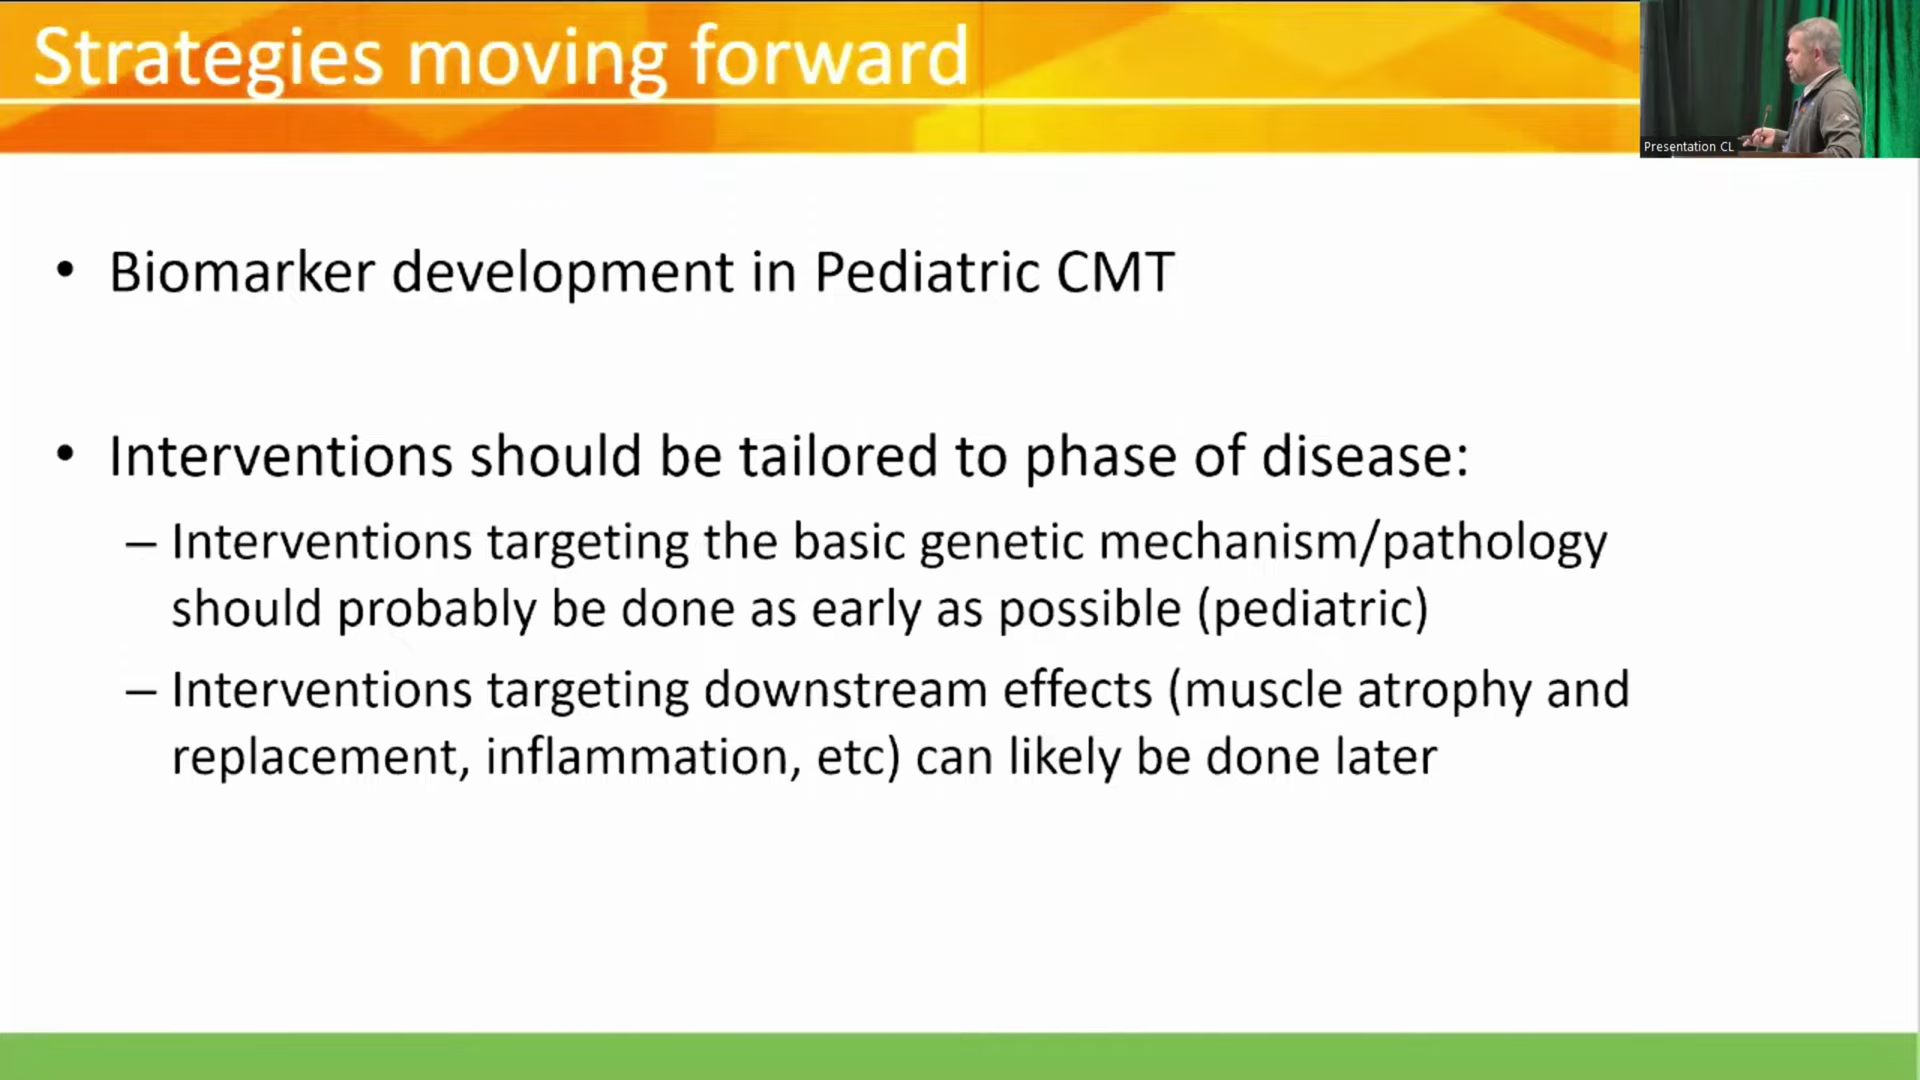 Strategies moving forward
Presentation CL
• Biomarker development in Pediatric CMT
• Interventions should be tailored to phase of disease:
– Interventions targeting the basic genetic mechanism/pathology
should probably be done as early as possible (pediatric)
– Interventions targeting downstream effects (muscle atrophy and
replacement, inflammation, etc) can likely be done later